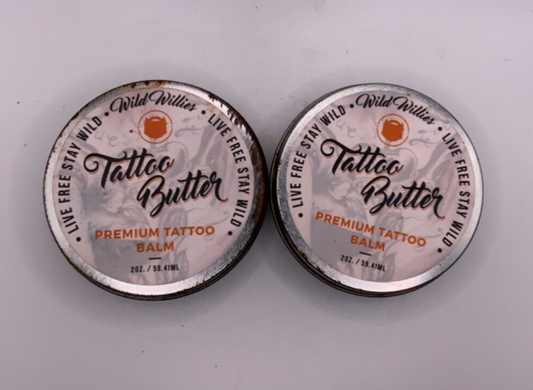 Wild Willies
• LIVE FREE STAY WILD •
• LIVE FREE STAY WILD •
Tattoo
Butter
PREMIUM TATTOO
BALM
2OZ. / 59.41ML
Wild Willies
• LIVE FREE STAY WILD •
• LIVE FREE STAY WILD •
Tattoo
Butter
PREMIUM TATTOO
BALM
2OZ. / 59.41ML